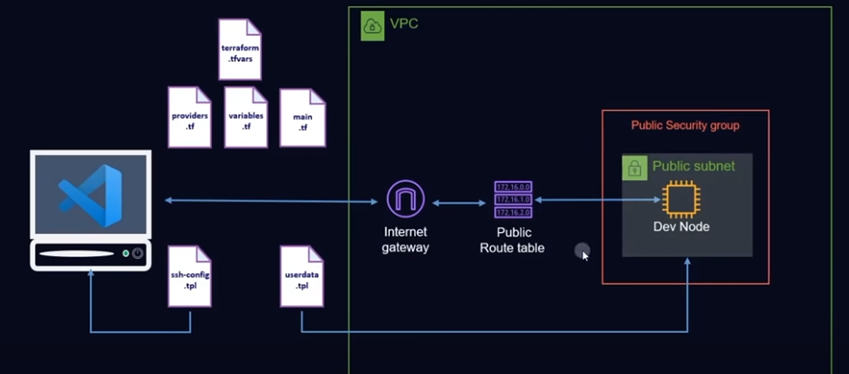 VPC
terraform
.tfvars
providers
.tf
variables
.tf
main
.tf
Public Security group
Public subnet
Dev Node
172.16.0.0
172.16.1.0
172.16.2.0
Internet
gateway
Public
Route table
ssh-config
.tpl
userdata
.tpl